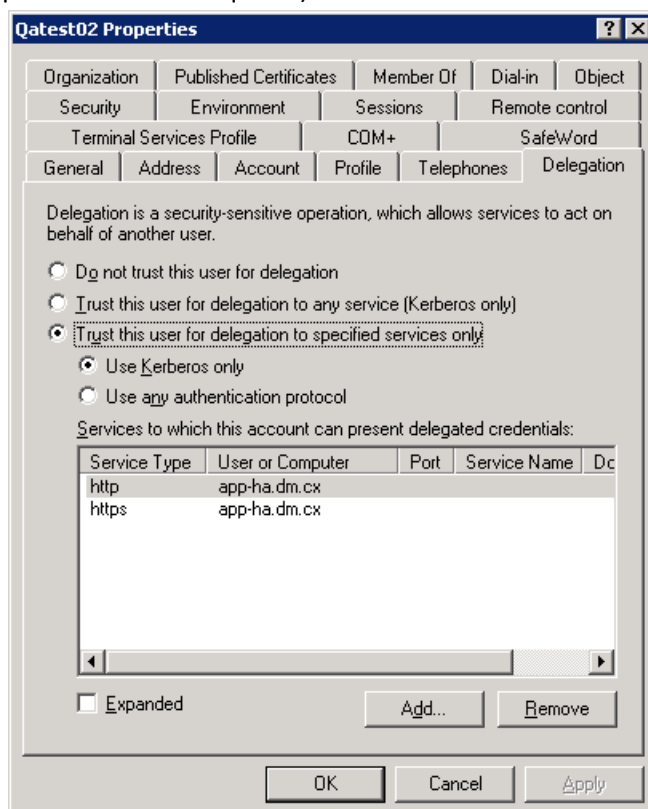 Qatest02 Properties
Organization Published Certificates Member Of Dial-in Object
Security Environment Sessions Remote control
Terminal Services Profile COM+ SafeWord
General Address Account Profile Telephones Delegation
Delegation is a security-sensitive operation, which allows services to act on
behalf of another user.
Do not trust this user for delegation
Trust this user for delegation to any service (Kerberos only)
Trust this user for delegation to specified services only
Use Kerberos only
Use any authentication protocol
Services to which this account can present delegated credentials:
Service Type User or Computer Port Service Name Do
http app-ha.dm.cx
https app-ha.dm.cx
Expanded Add... Remove
OK Cancel Apply